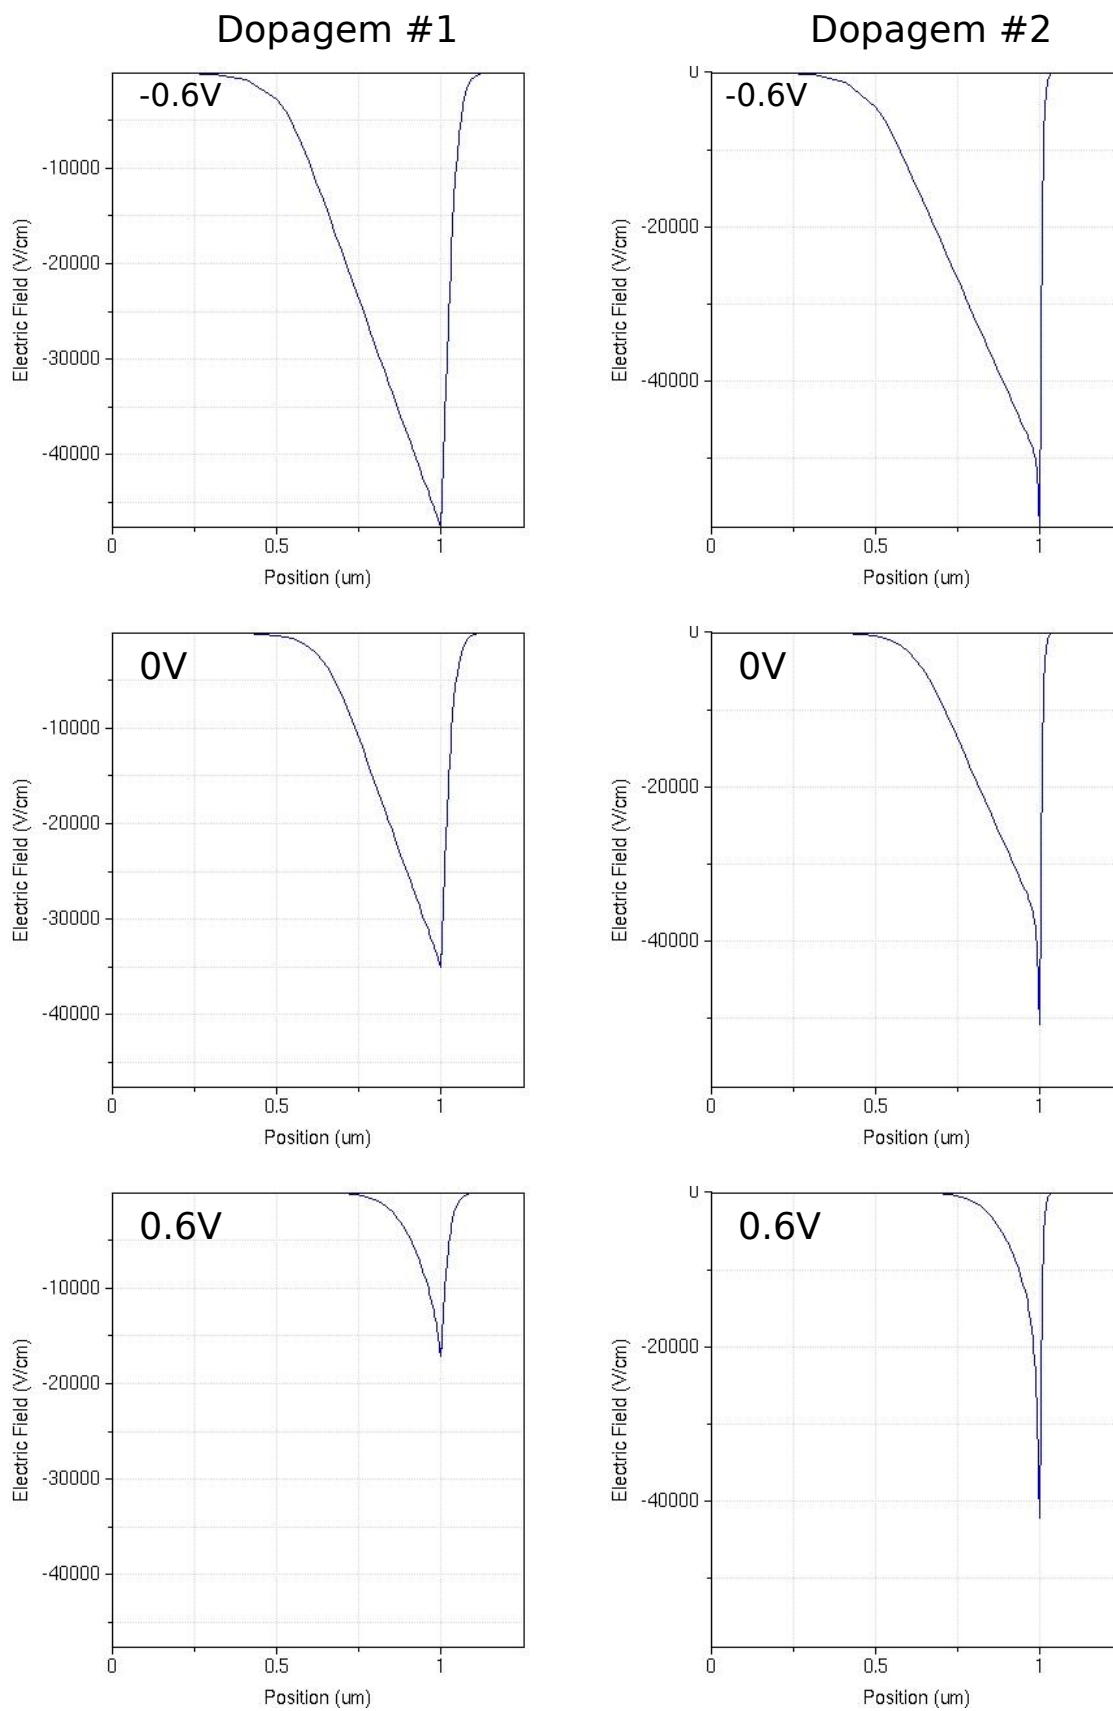 Dopagem #1
Dopagem #2
-0.6V
-10000
-20000
-30000
-40000
Electric Field (V/cm)
0
0.5
1
Position (um)
-0.6V
-20000
-40000
Electric Field (V/cm)
0
0.5
1
Position (um)
0V
-10000
-20000
-30000
-40000
Electric Field (V/cm)
0
0.5
1
Position (um)
0V
-20000
-40000
Electric Field (V/cm)
0
0.5
1
Position (um)
0.6V
-10000
-20000
-30000
-40000
Electric Field (V/cm)
0
0.5
1
Position (um)
0.6V
-20000
-40000
Electric Field (V/cm)
0
0.5
1
Position (um)